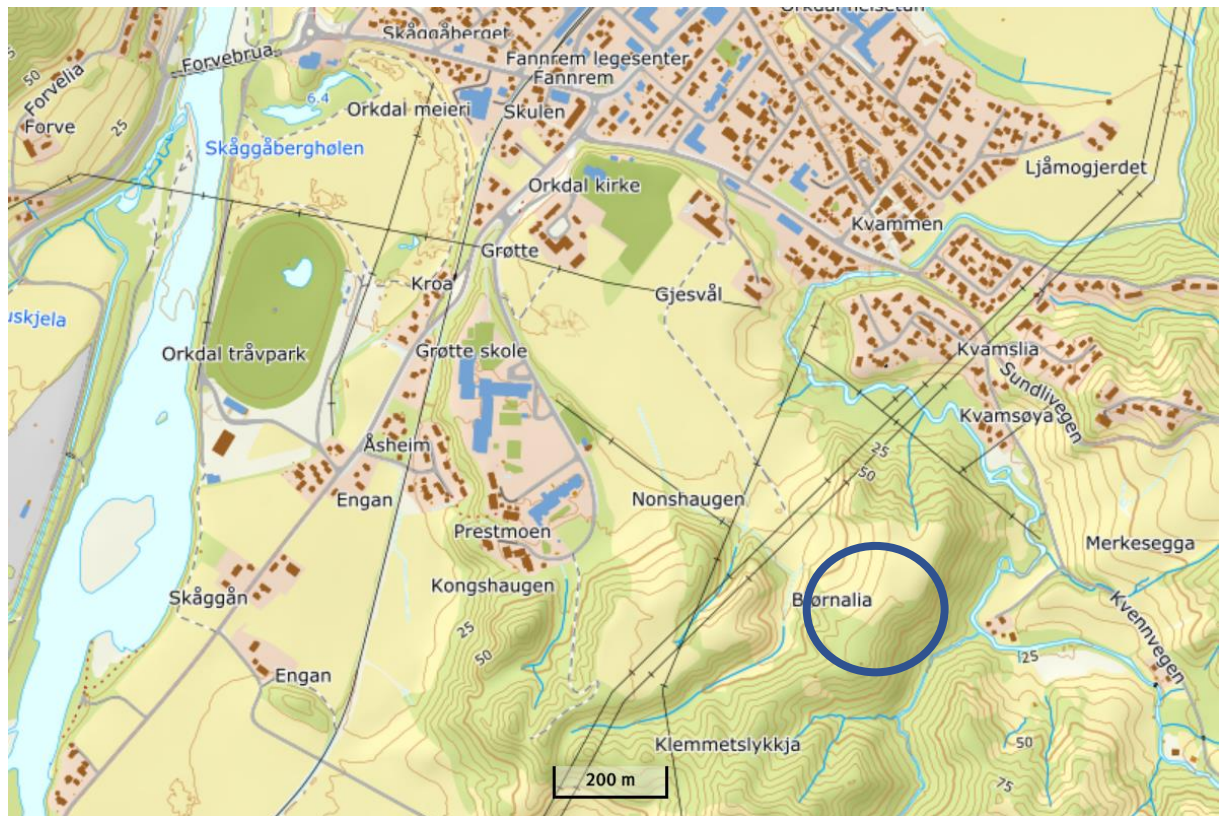 Skåggåberget
Forvebrua
Fannrem legesenter
Fannrem
Forvelia
50
25
6.4
Orkdal meieri
Skulen
Forve
Skåggåberghølen
Ljåmogjerdet
Orkdal kirke
Kvammen
Grøtte
Kroa
Gjesvål
uskjela
Orkdal tråvpark
Grøtte skole
Kvamslia
Sundlivegen
Kvamsøya
Åsheim
25
50
Engan
Nonshaugen
Prestmoen
Merkesegga
Kongshaugen
Skåggån
Bjørnalia
Kvennvegen
25
50
25
Engan
Klemmetslykkja
50
75
200 m